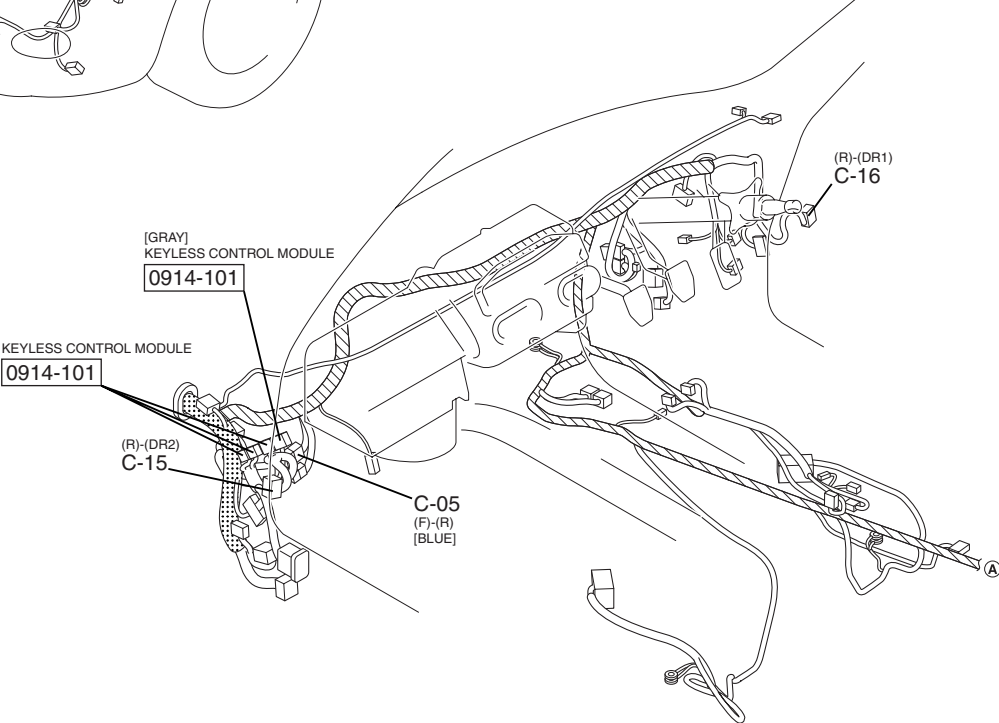 (R)-(DR1)
C-16
[GRAY]
KEYLESS CONTROL MODULE
0914-101
KEYLESS CONTROL MODULE
0914-101
(R)-(DR2)
C-15
C-05
(F)-(R)
[BLUE]
A